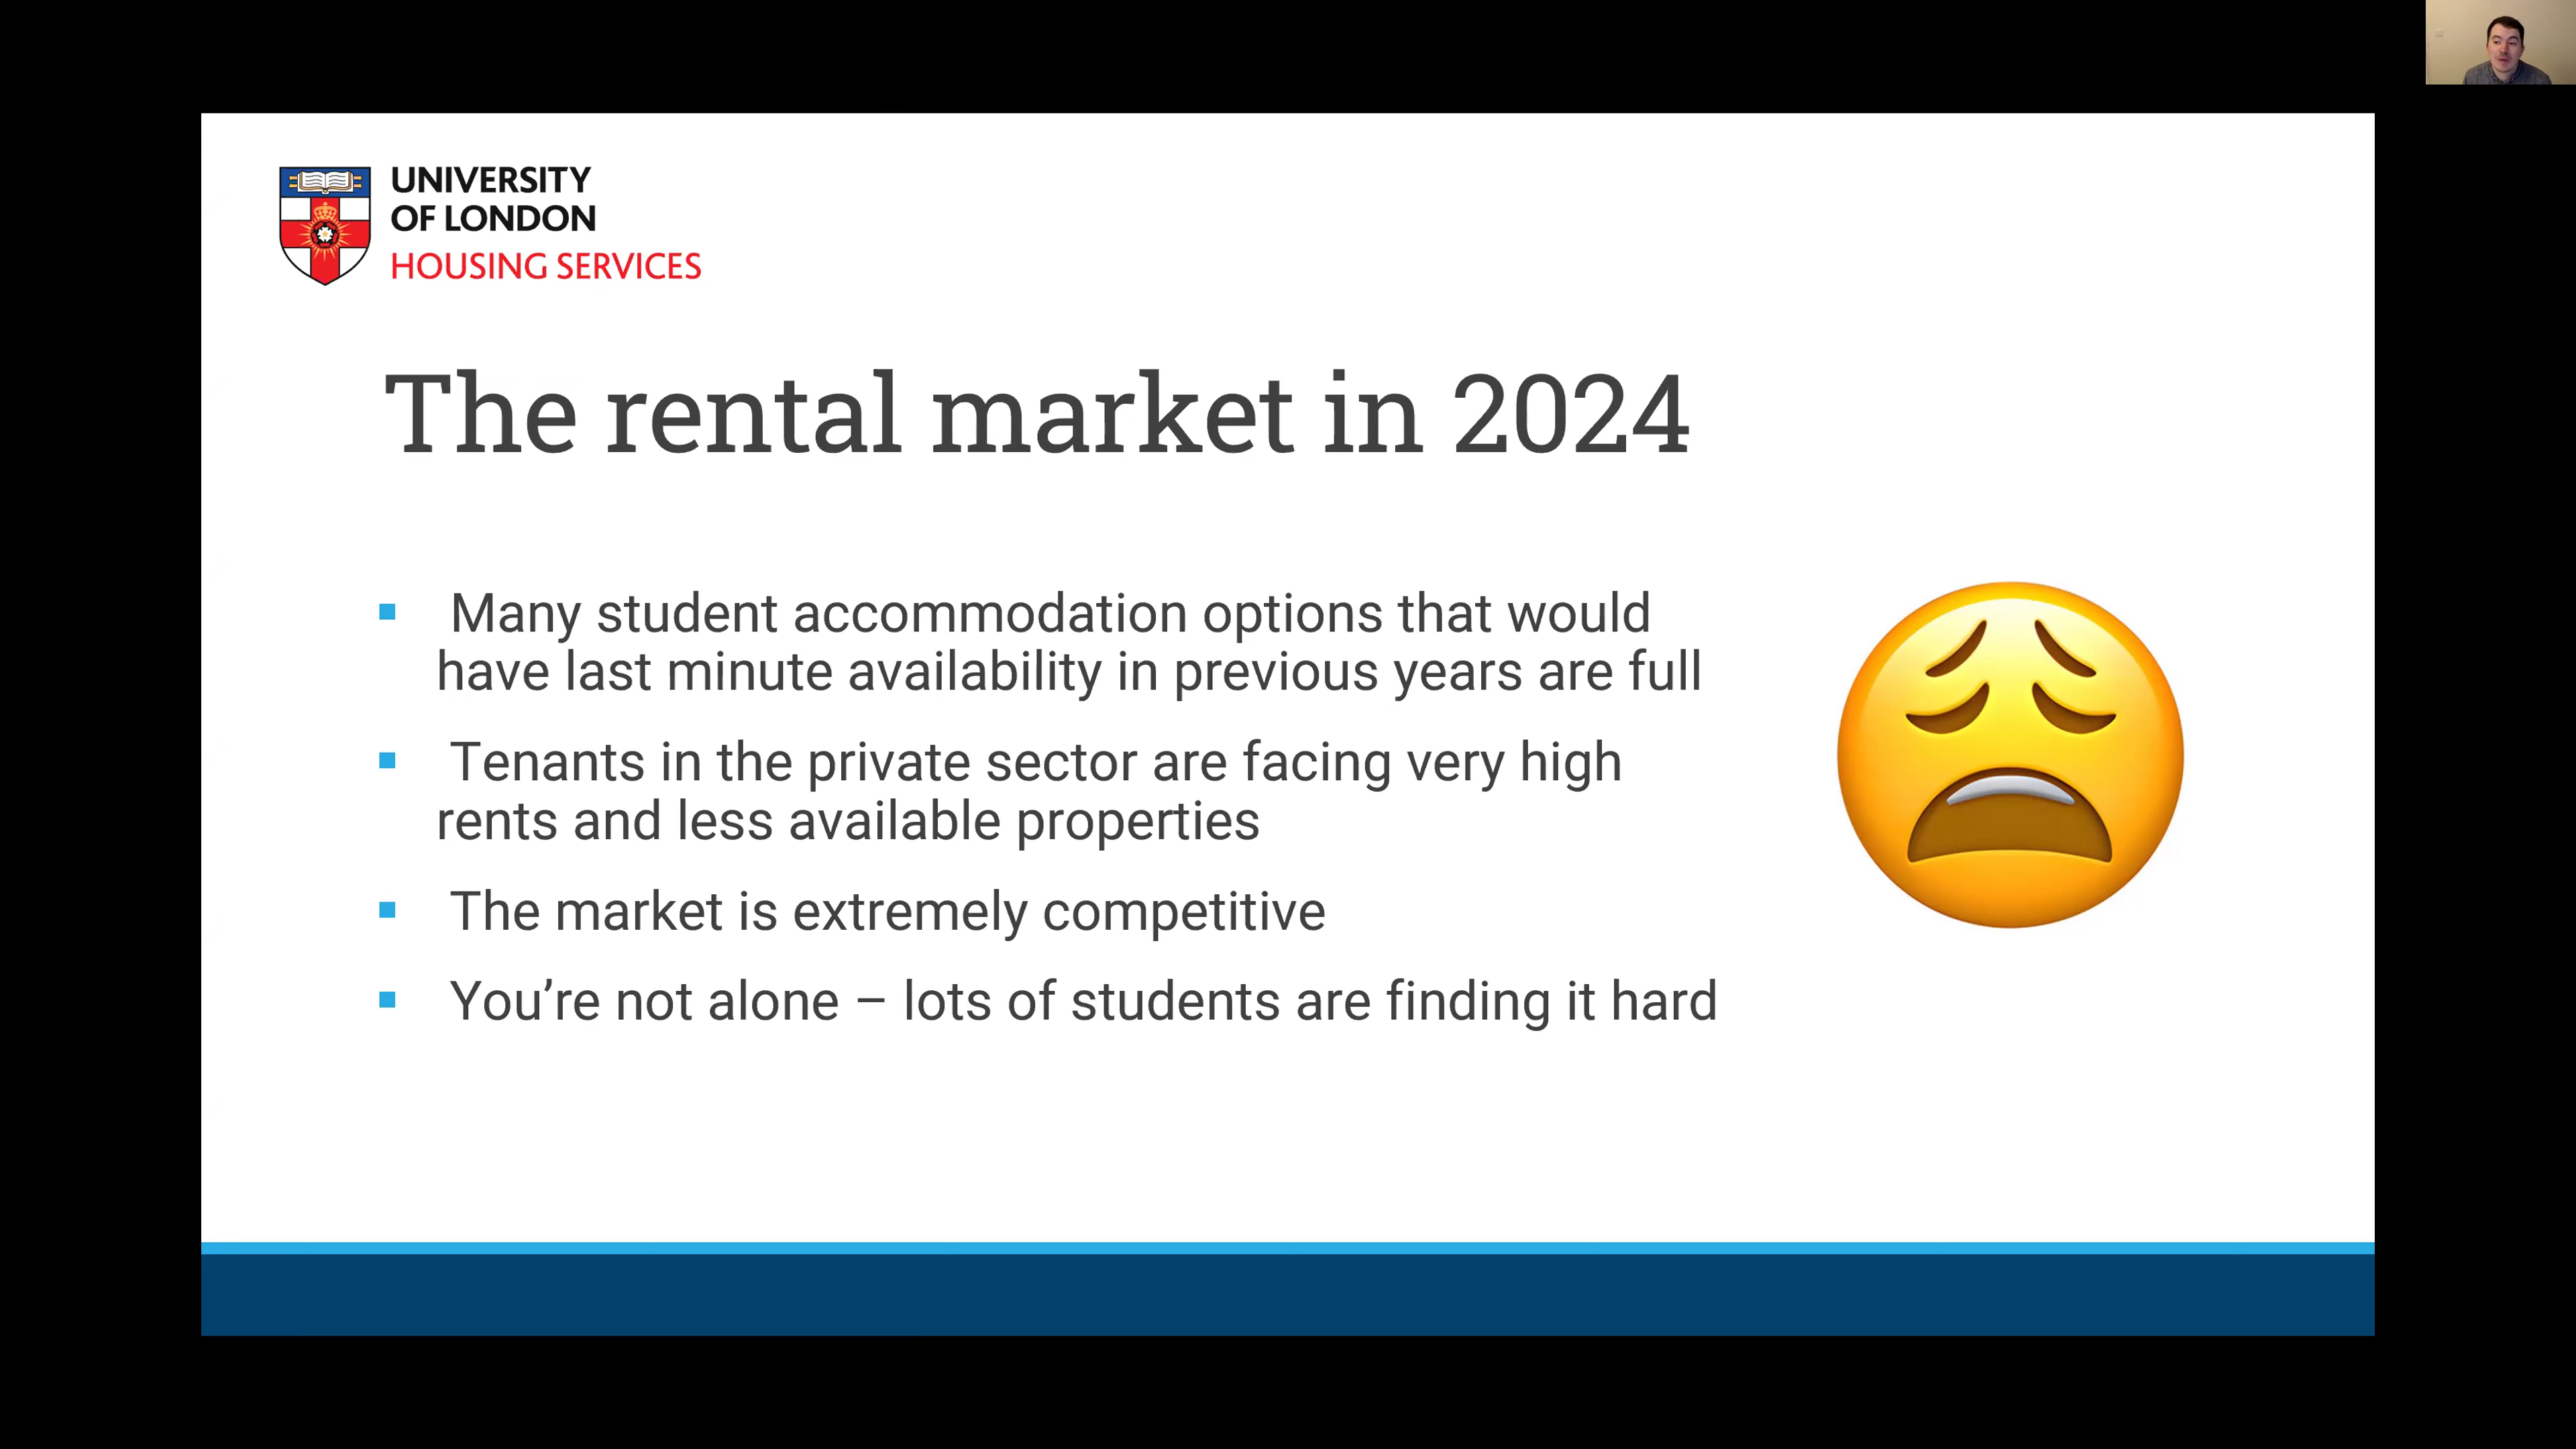 UNIVERSITY
OF LONDON
HOUSING SERVICES
The rental market in 2024
Many student accommodation options that would
have last minute availability in previous years are full
Tenants in the private sector are facing very high
rents and less available properties
The market is extremely competitive
You’re not alone – lots of students are finding it hard